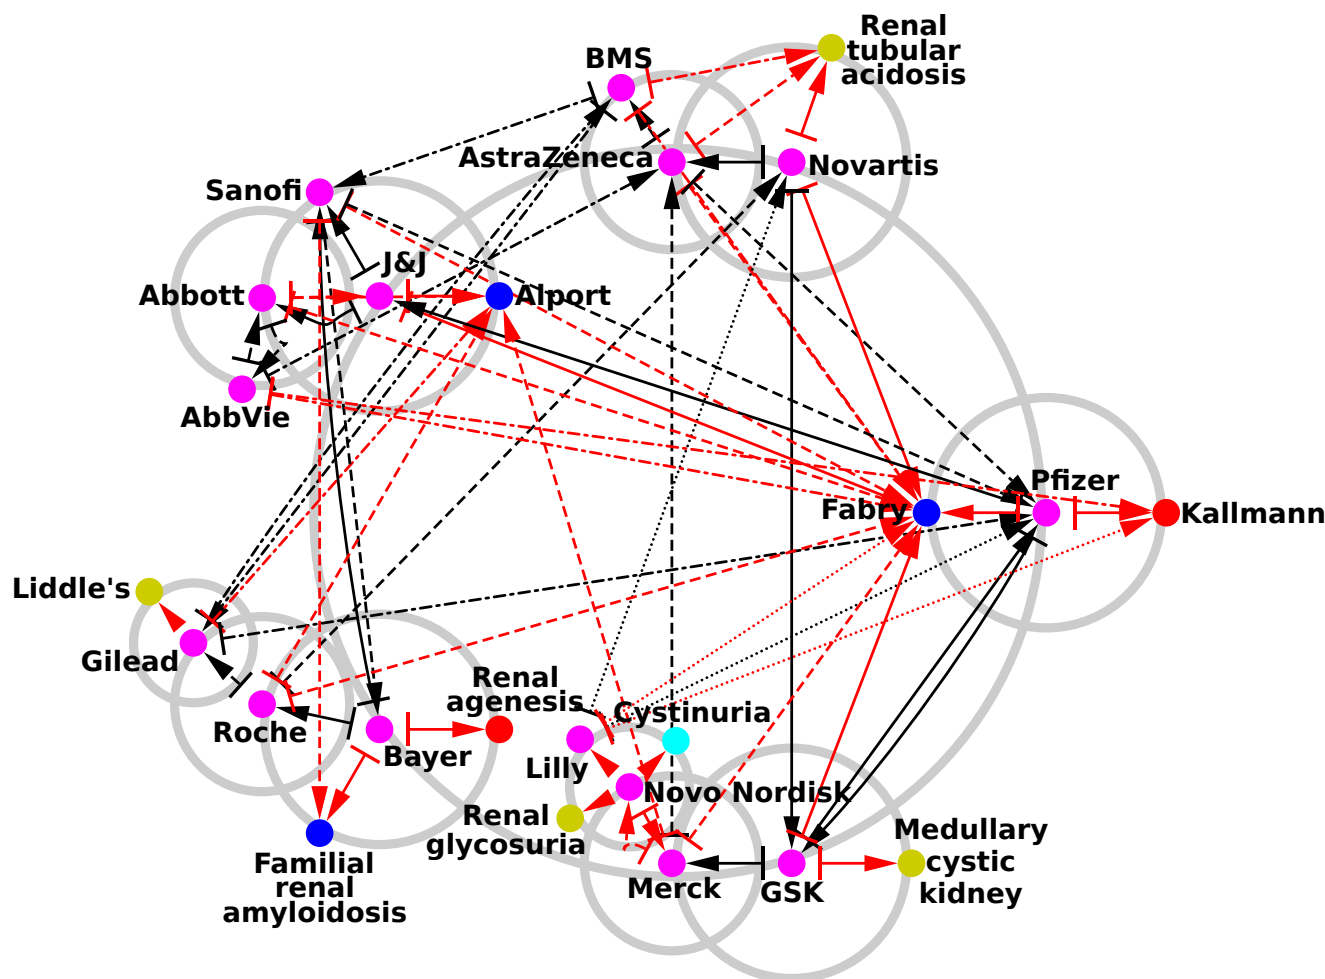 Renal
tubular
acidosis
BMS
AstraZeneca
Novartis
Sanofi
J&J
Abbott
Alport
AbbVie
Pfizer
Fabry
Kallmann
Liddle's
Gilead
Roche
Bayer
Renal
agenesis
Cystinuria
Lilly
Novo Nordisk
Renal
glycosuria
Familial
renal
amyloidosis
Merck
GSK
Medullary
cystic
kidney